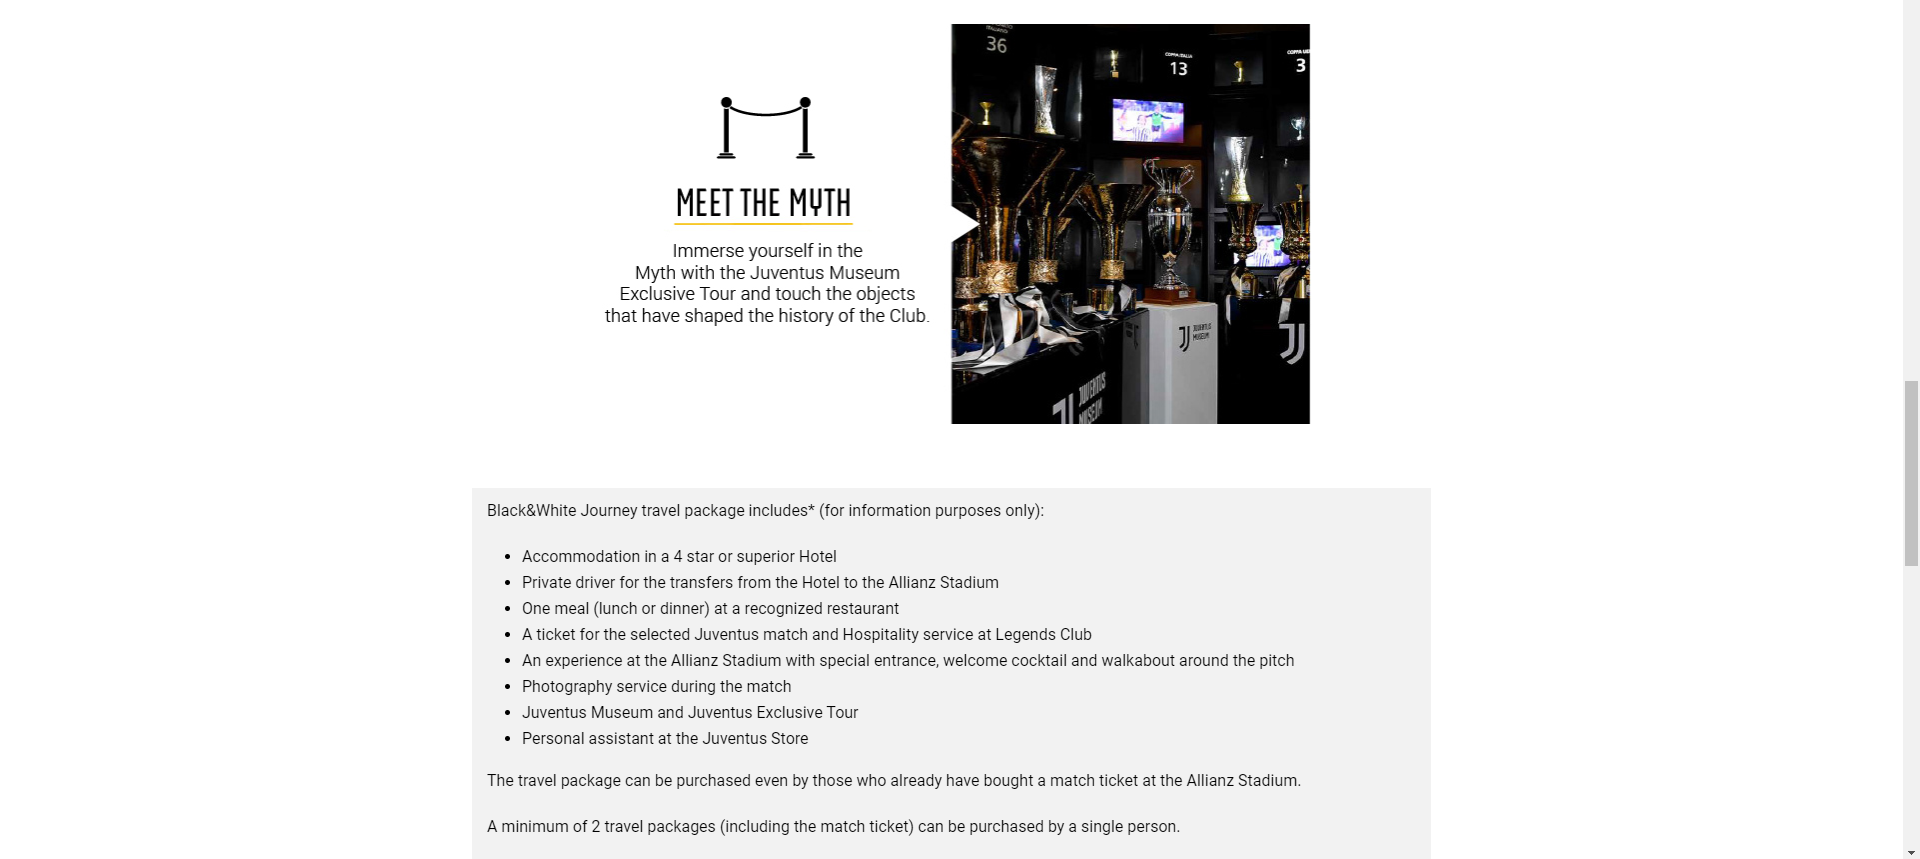 36
COPPA ITALIA
13
3
MEET THE MYTH
Immerse yourself in the
Myth with the Juventus Museum
Exclusive Tour and touch the objects
that have shaped the history of the Club.
JUVENTUS
MUSEUM
JUVENTUS
MUSEUM
Black&White Journey travel package includes* (for information purposes only):
• Accommodation in a 4 star or superior Hotel
• Private driver for the transfers from the Hotel to the Allianz Stadium
• One meal (lunch or dinner) at a recognized restaurant
• A ticket for the selected Juventus match and Hospitality service at Legends Club
• An experience at the Allianz Stadium with special entrance, welcome cocktail and walkabout around the pitch
• Photography service during the match
• Juventus Museum and Juventus Exclusive Tour
• Personal assistant at the Juventus Store
The travel package can be purchased even by those who already have bought a match ticket at the Allianz Stadium.
A minimum of 2 travel packages (including the match ticket) can be purchased by a single person.